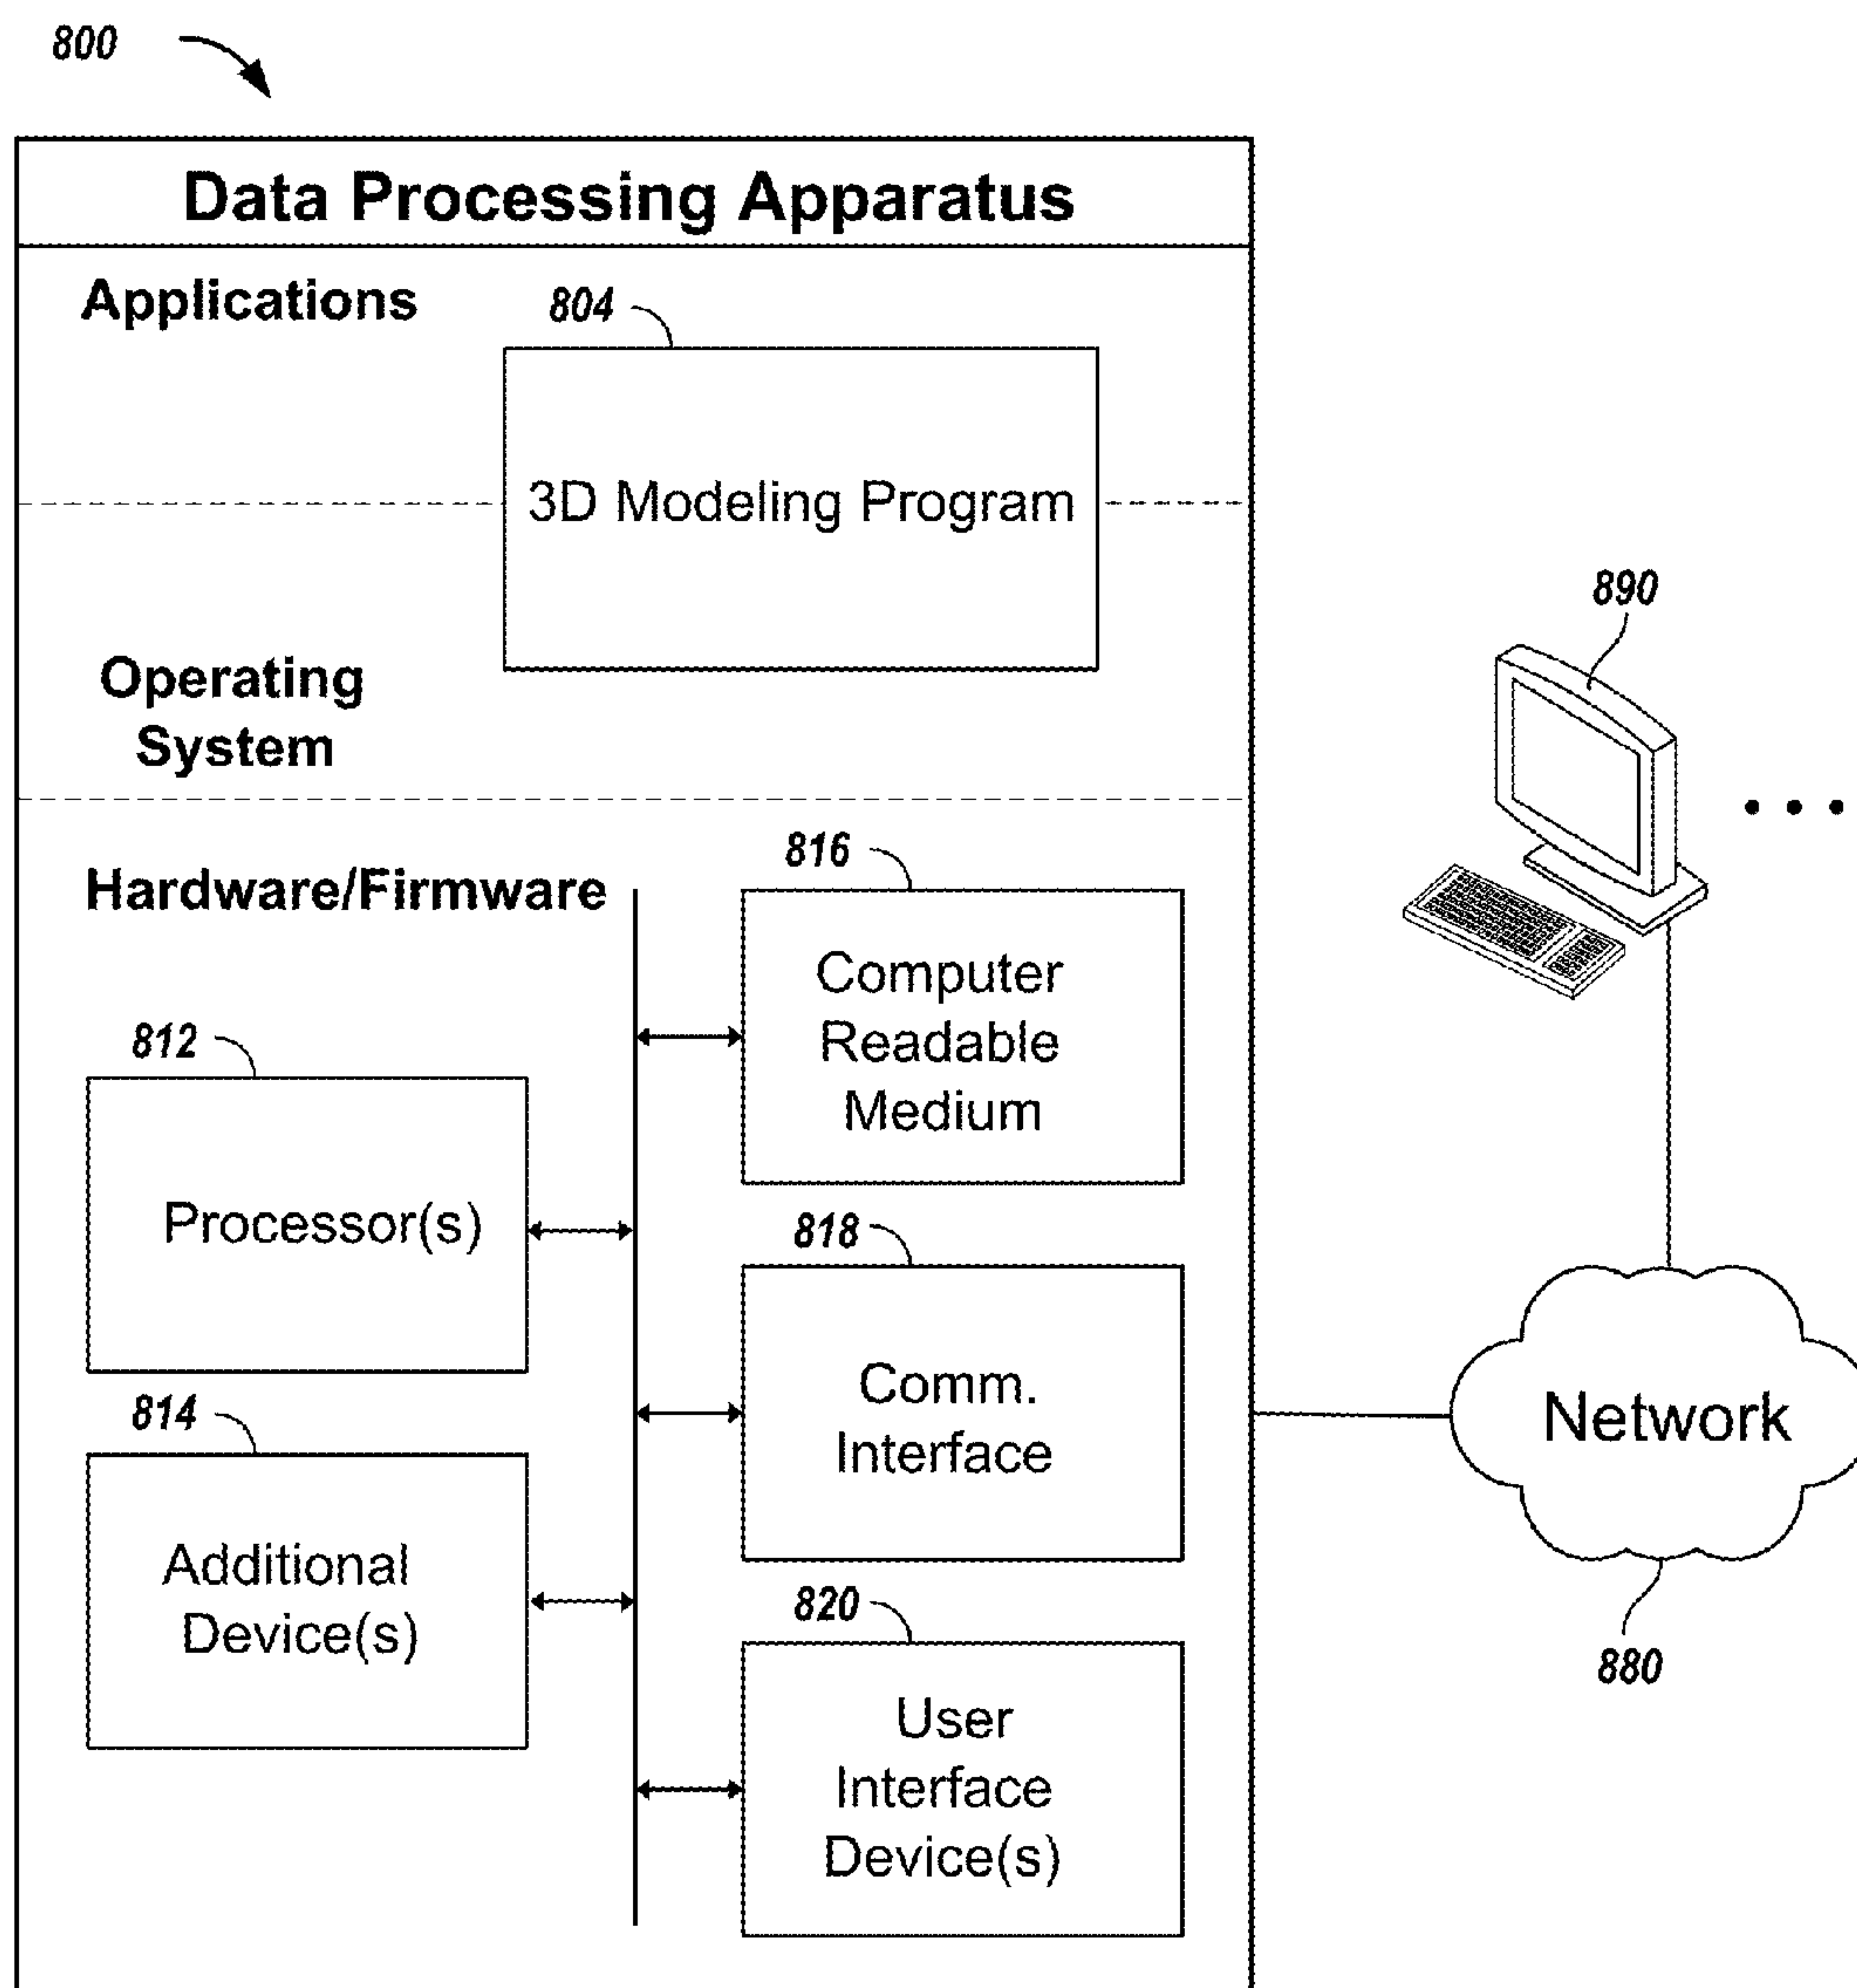 800
Data Processing Apparatus
Applications
804
3D Modeling Program
Operating
System
890
• • •
Hardware/Firmware
816
Computer
Readable
Medium
812
Processor(s)
818
Comm.
Interface
Network
880
814
Additional
Device(s)
820
User
Interface
Device(s)